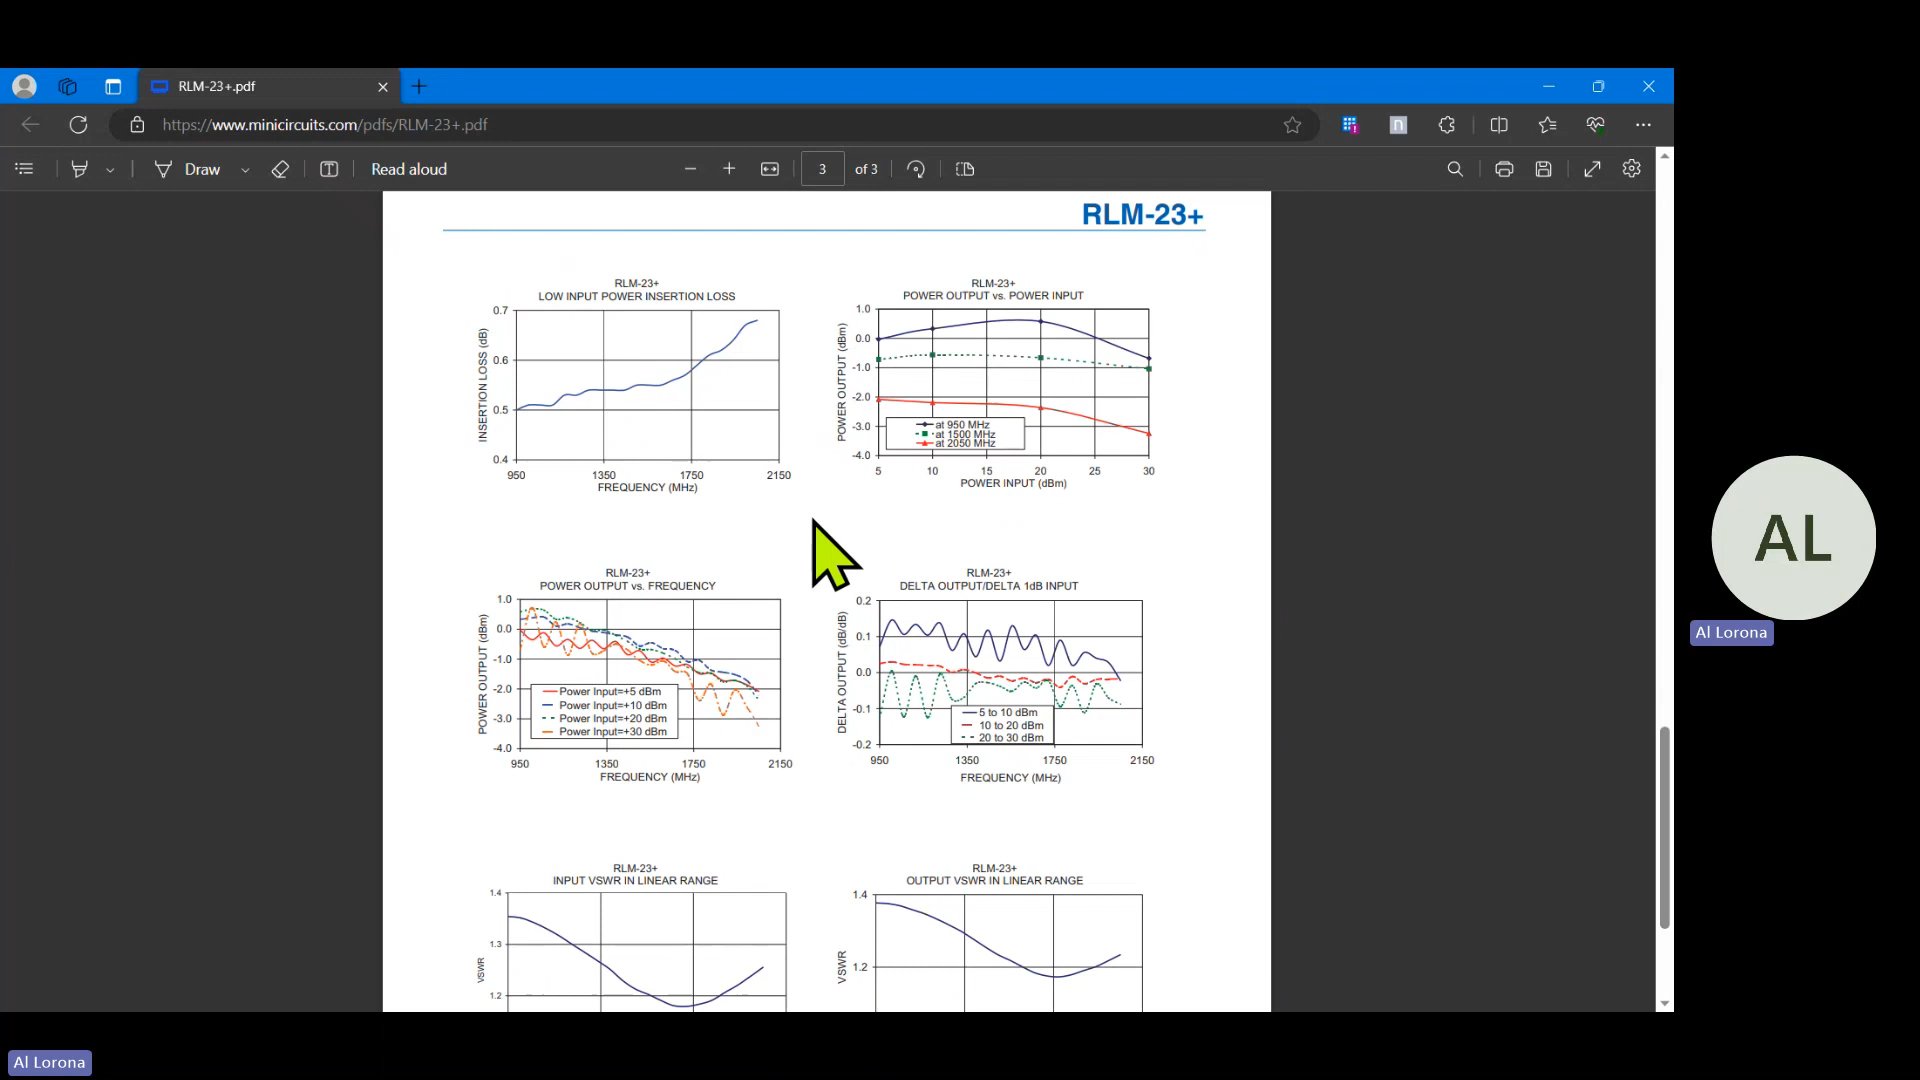 RLM-23+.pdf
https://www.minicircuits.com/pdfs/RLM-23+.pdf
Draw
Read aloud
3 of 3
RLM-23+
RLM-23+
LOW INPUT POWER INSERTION LOSS
0.7
0.6
0.5
0.4
INSERTION LOSS (dB)
950 1350 1750 2150
FREQUENCY (MHz)
RLM-23+
POWER OUTPUT vs. POWER INPUT
1.0
0.0
-1.0
-2.0
-3.0
-4.0
POWER OUTPUT (dBm)
at 950 MHz
at 1500 MHz
at 2050 MHz
5 10 15 20 25 30
POWER INPUT (dBm)
RLM-23+
POWER OUTPUT vs. FREQUENCY
1.0
0.0
-1.0
-2.0
-3.0
-4.0
POWER OUTPUT (dBm)
Power Input=+5 dBm
Power Input=+10 dBm
Power Input=+20 dBm
Power Input=+30 dBm
950 1350 1750 2150
FREQUENCY (MHz)
RLM-23+
DELTA OUTPUT/DELTA 1dB INPUT
0.2
0.1
0.0
-0.1
-0.2
DELTA OUTPUT (dB/dB)
5 to 10 dBm
10 to 20 dBm
20 to 30 dBm
950 1350 1750 2150
FREQUENCY (MHz)
RLM-23+
INPUT VSWR IN LINEAR RANGE
1.4
1.3
1.2
VSWR
RLM-23+
OUTPUT VSWR IN LINEAR RANGE
1.4
1.2
VSWR
AL
Al Lorona
Al Lorona